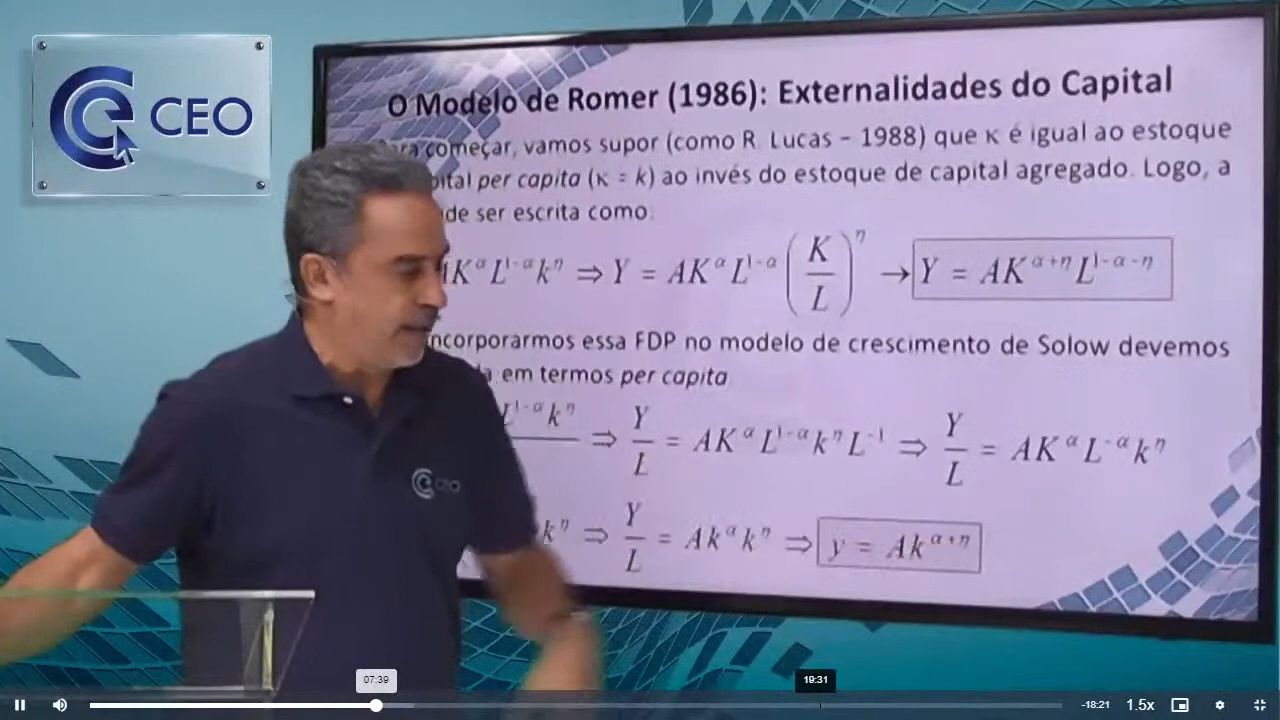 CEO
O Modelo de Romer (1986): Externalidades do Capital
começar, vamos supor (como R. Lucas – 1988) que κ é igual ao estoque
per capita (κ = k) ao invés do estoque de capital agregado. Logo, a
ser escrita como:
K^α L^{1-α} k^η ⇒ Y = AK^α L^{1-α} (K/L)^η → Y = AK^{α+η} L^{1-α-η}
incorporarmos essa FDP no modelo de crescimento de Solow devemos
em termos per capita
L^{1-α} k^η ⇒ Y/L = AK^α L^{1-α} k^η L^{-1} ⇒ Y/L = AK^α L^{-α} k^η
k^η ⇒ Y/L = Ak^α k^η ⇒ y = Ak^{α+η}
CEO
07:39
19:31
-18:21
1.5x